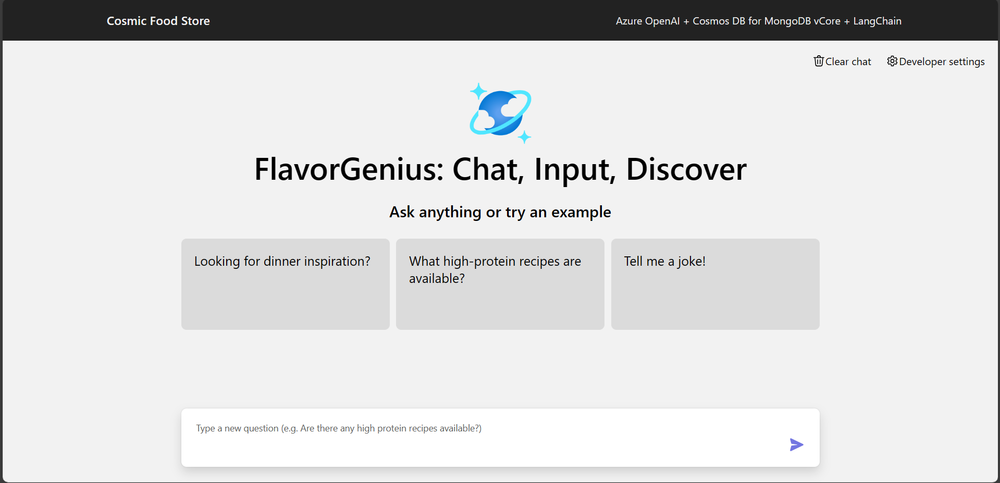 Cosmic Food Store
Azure OpenAI + Cosmos DB for MongoDB vCore + LangChain
Clear chat
Developer settings
FlavorGenius: Chat, Input, Discover
Ask anything or try an example
Looking for dinner inspiration?
What high-protein recipes are
available?
Tell me a joke!
Type a new question (e.g. Are there any high protein recipes available?)